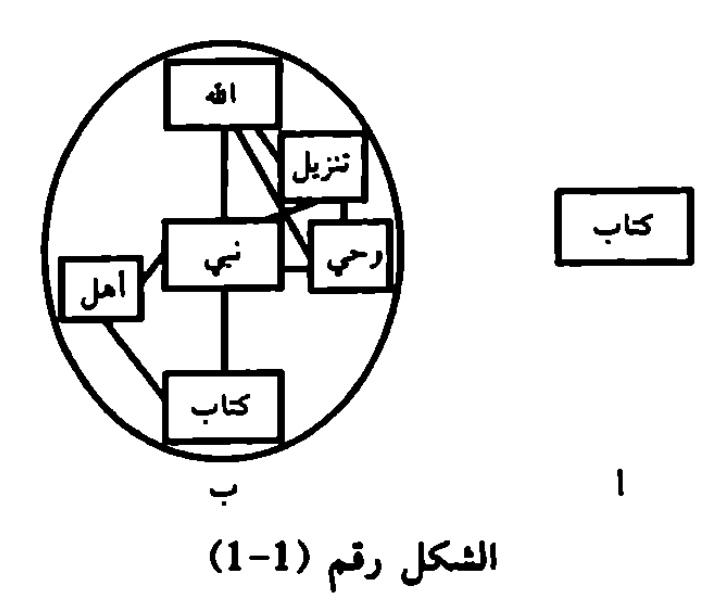 الله
تنزيل
كتاب
نبي
وحي
أهل
كتاب
ب
ا
الشكل رقم (1-1)